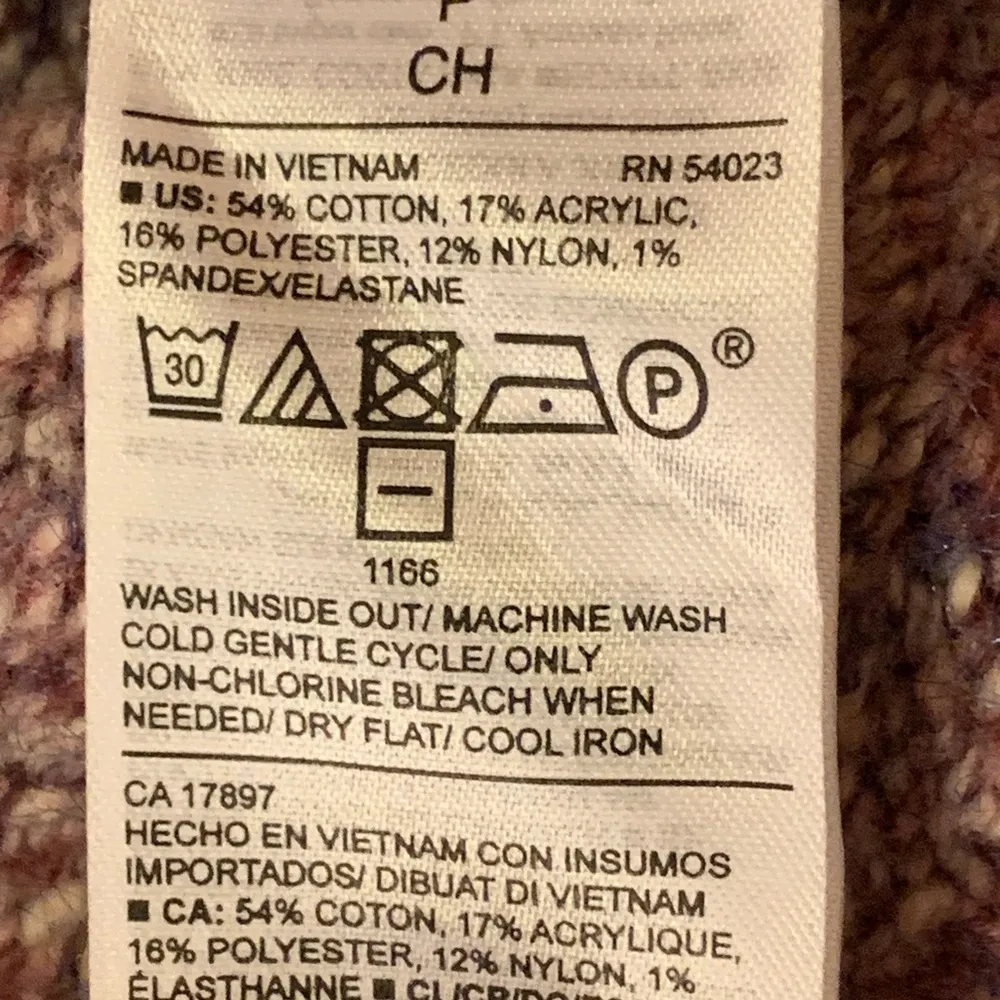 CH
MADE IN VIETNAM RN 54023
■ US: 54% COTTON, 17% ACRYLIC,
16% POLYESTER, 12% NYLON, 1%
SPANDEX/ELASTANE
30 P ®
1166
WASH INSIDE OUT/ MACHINE WASH
COLD GENTLE CYCLE/ ONLY
NON-CHLORINE BLEACH WHEN
NEEDED/ DRY FLAT/ COOL IRON
CA 17897
HECHO EN VIETNAM CON INSUMOS
IMPORTADOS/ DIBUAT DI VIETNAM
■ CA: 54% COTON, 17% ACRYLIQUE,
16% POLYESTER, 12% NYLON, 1%
ÉLASTHANNE ■